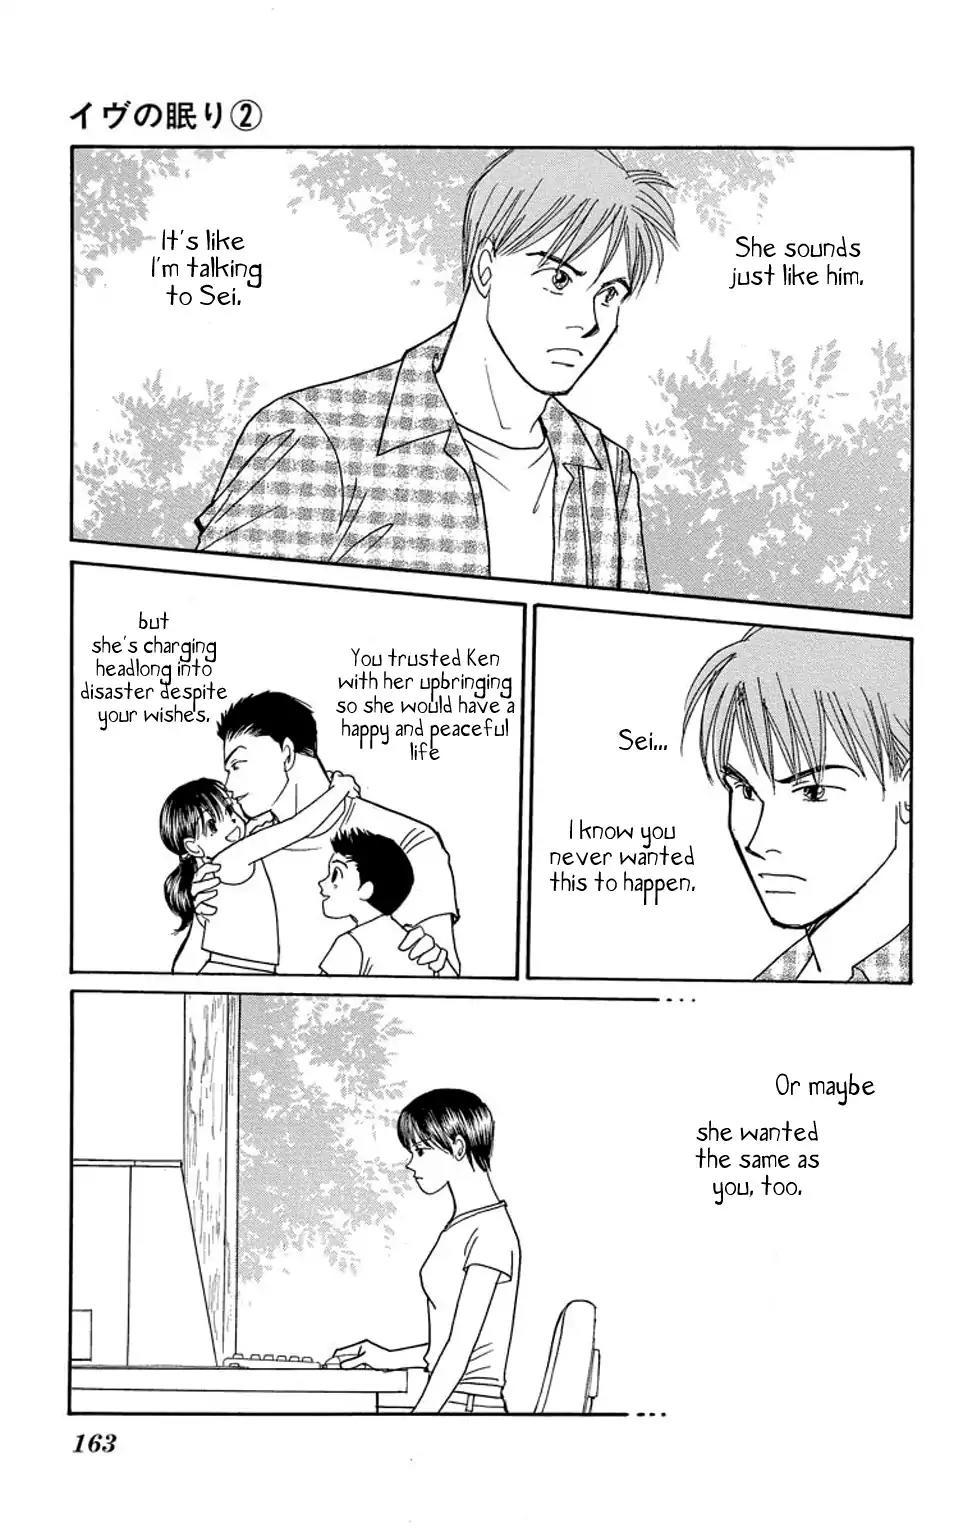 イヴの眠り②
She sounds
just like him.
It's like
I'm talking
to Sei.
Sei...
I know you
never wanted
this to happen.
You trusted Ken
with her upbringing
so she would have a
happy and peaceful
life
but
she's charging
headlong into
disaster despite
your wishe's.
Or maybe
she wanted
the same as
you, too.
163